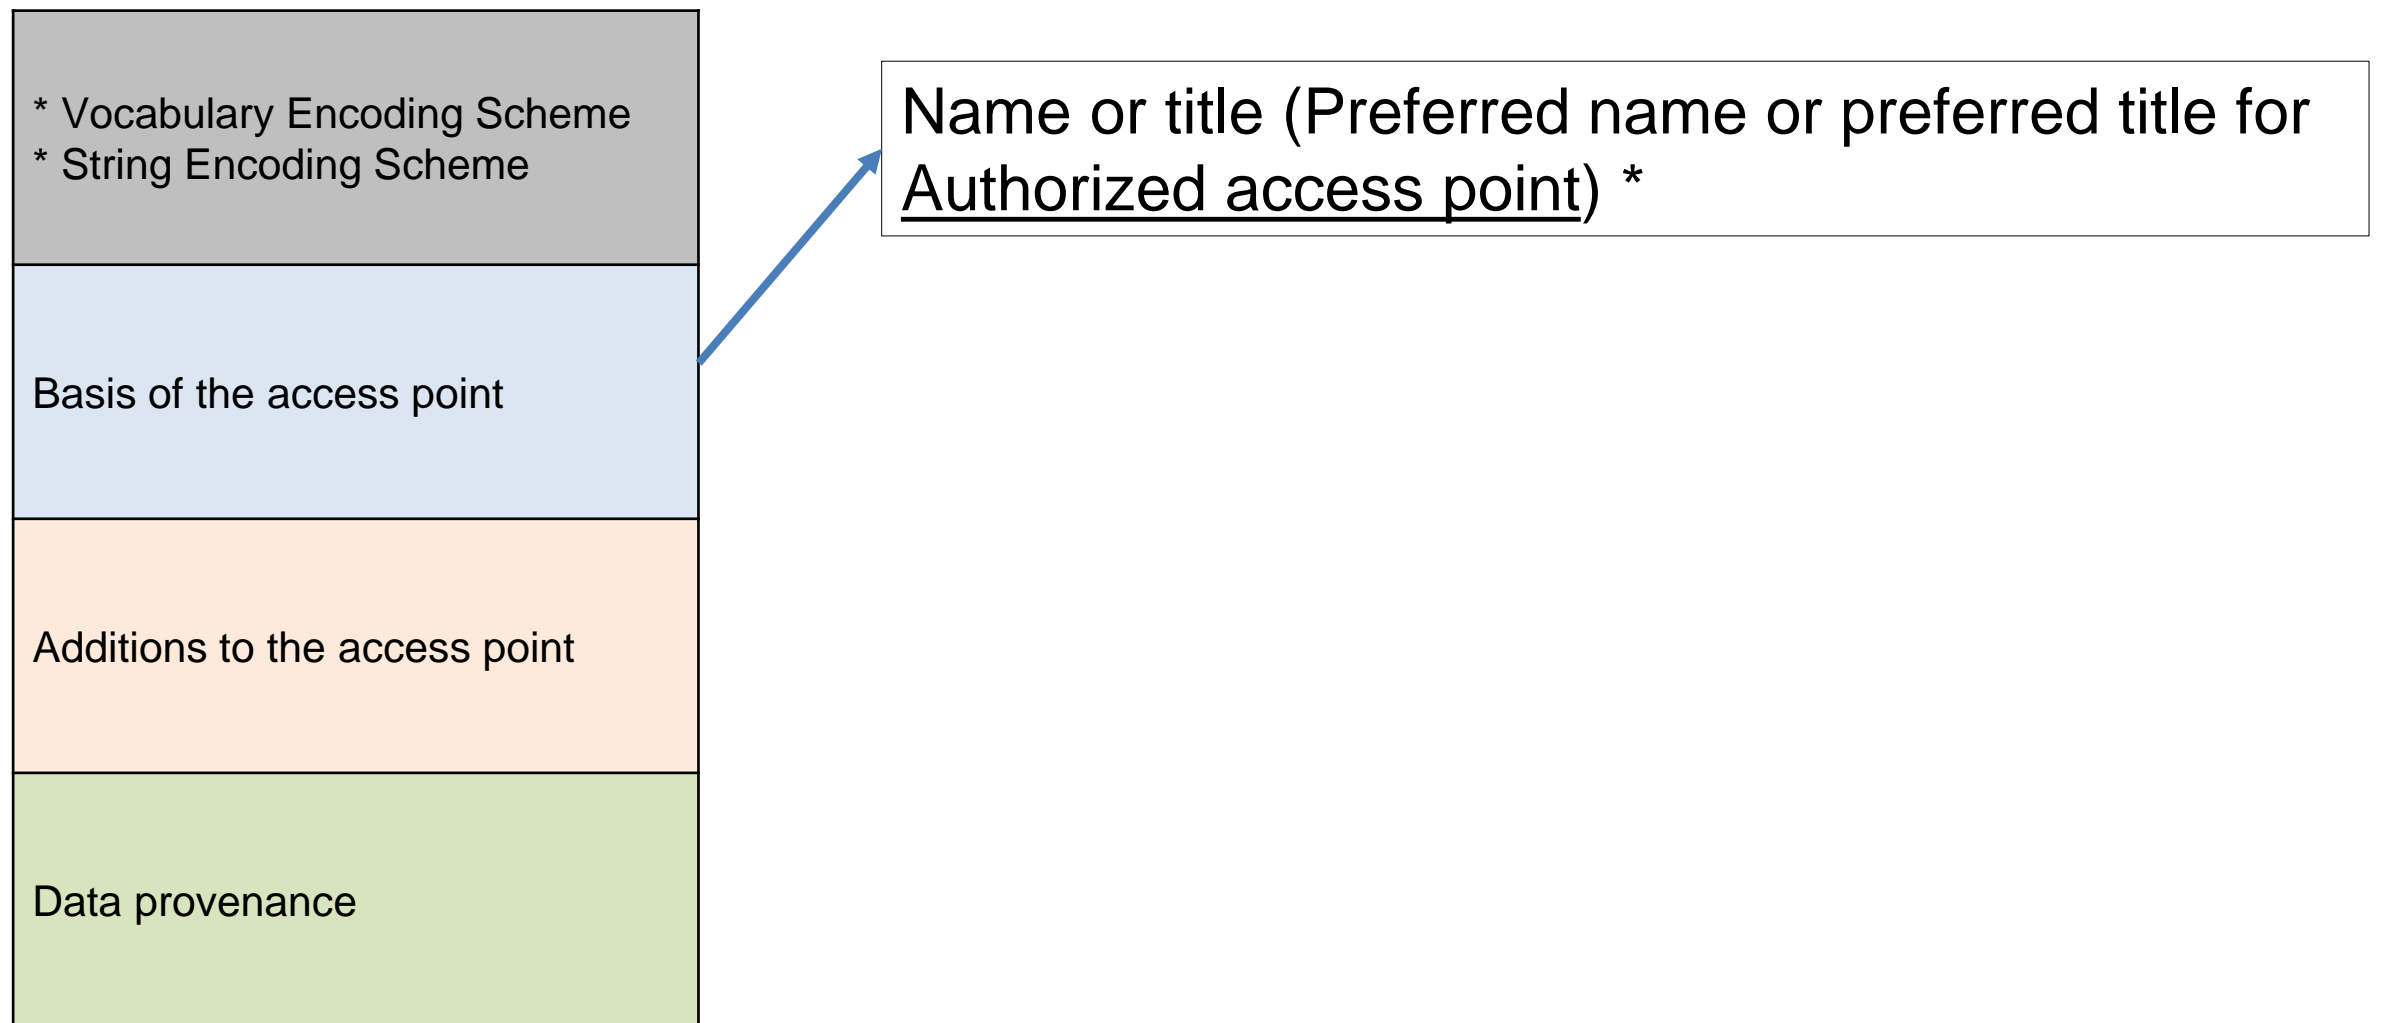 * Vocabulary Encoding Scheme
* String Encoding Scheme
Name or title (Preferred name or preferred title for
Authorized access point) *
Basis of the access point
Additions to the access point
Data provenance